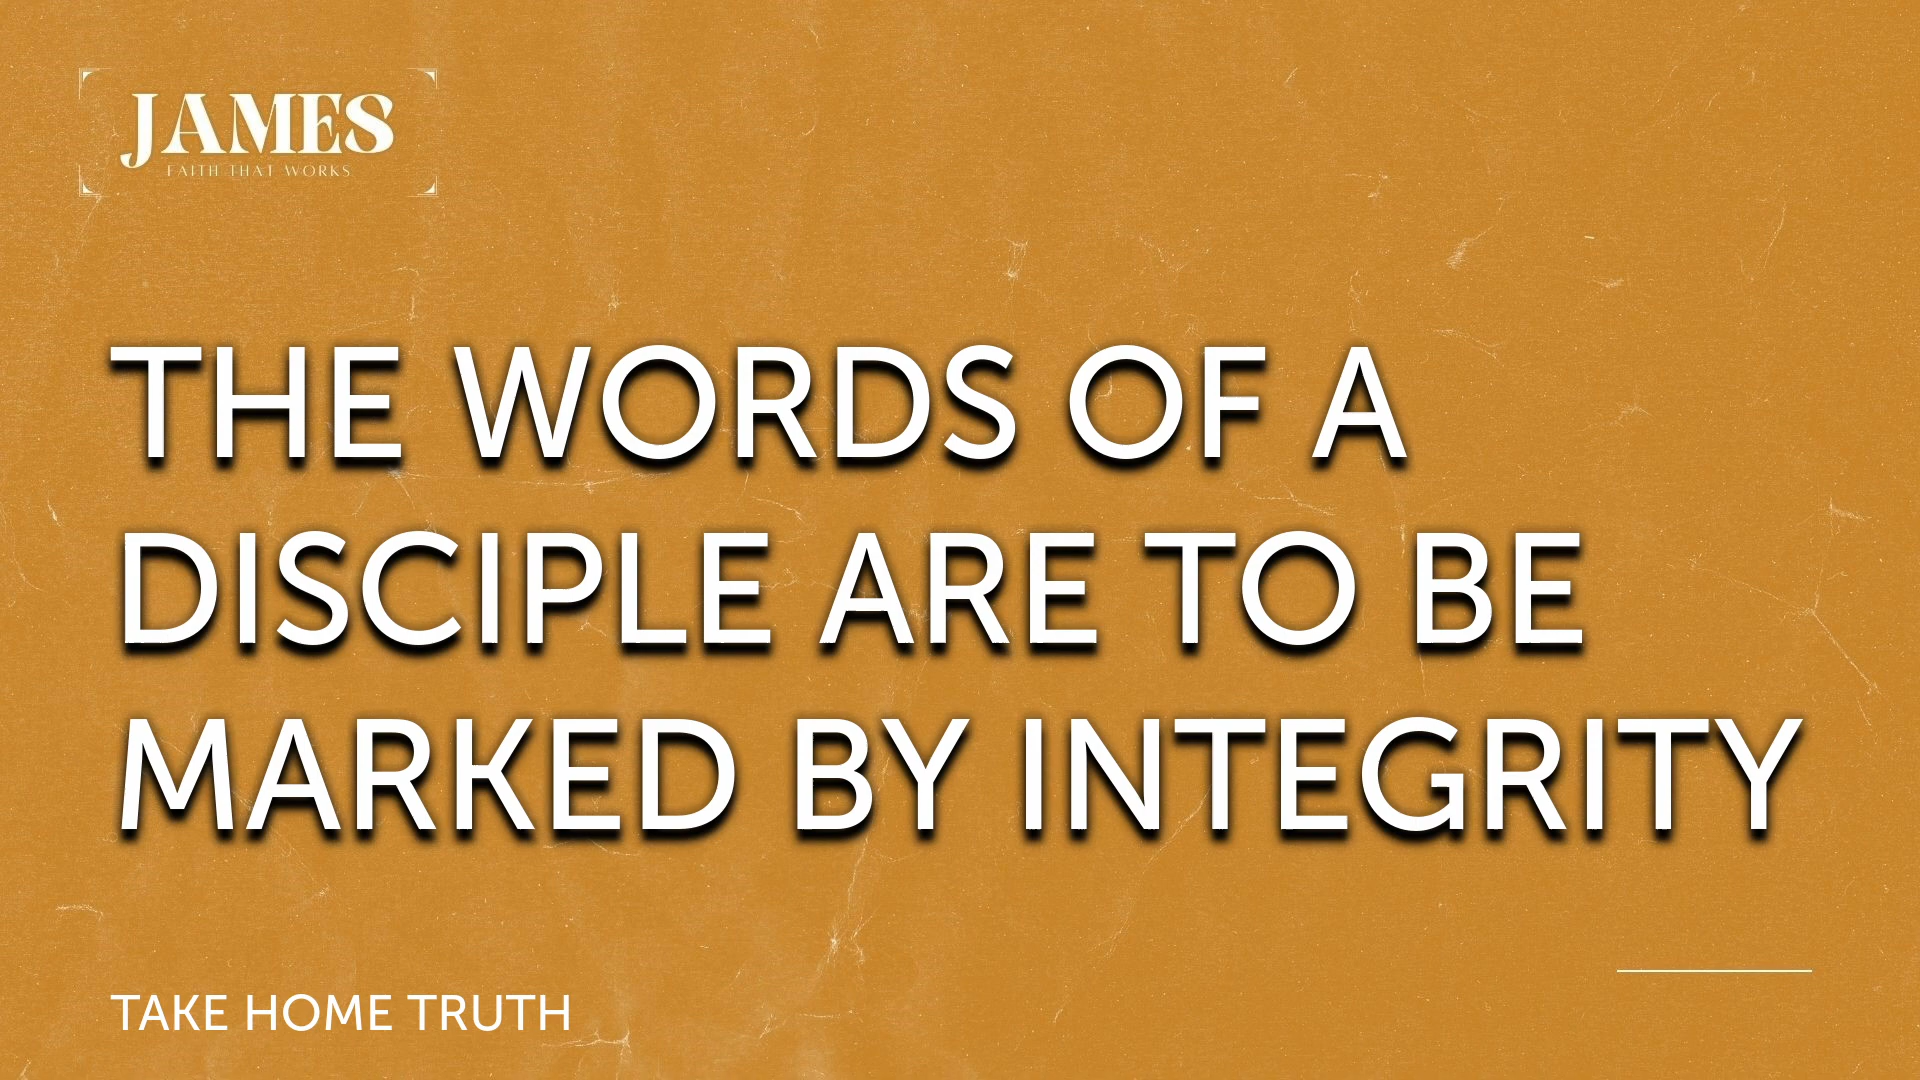 JAMES
FAITH THAT WORKS
THE WORDS OF A
DISCIPLE ARE TO BE
MARKED BY INTEGRITY
TAKE HOME TRUTH